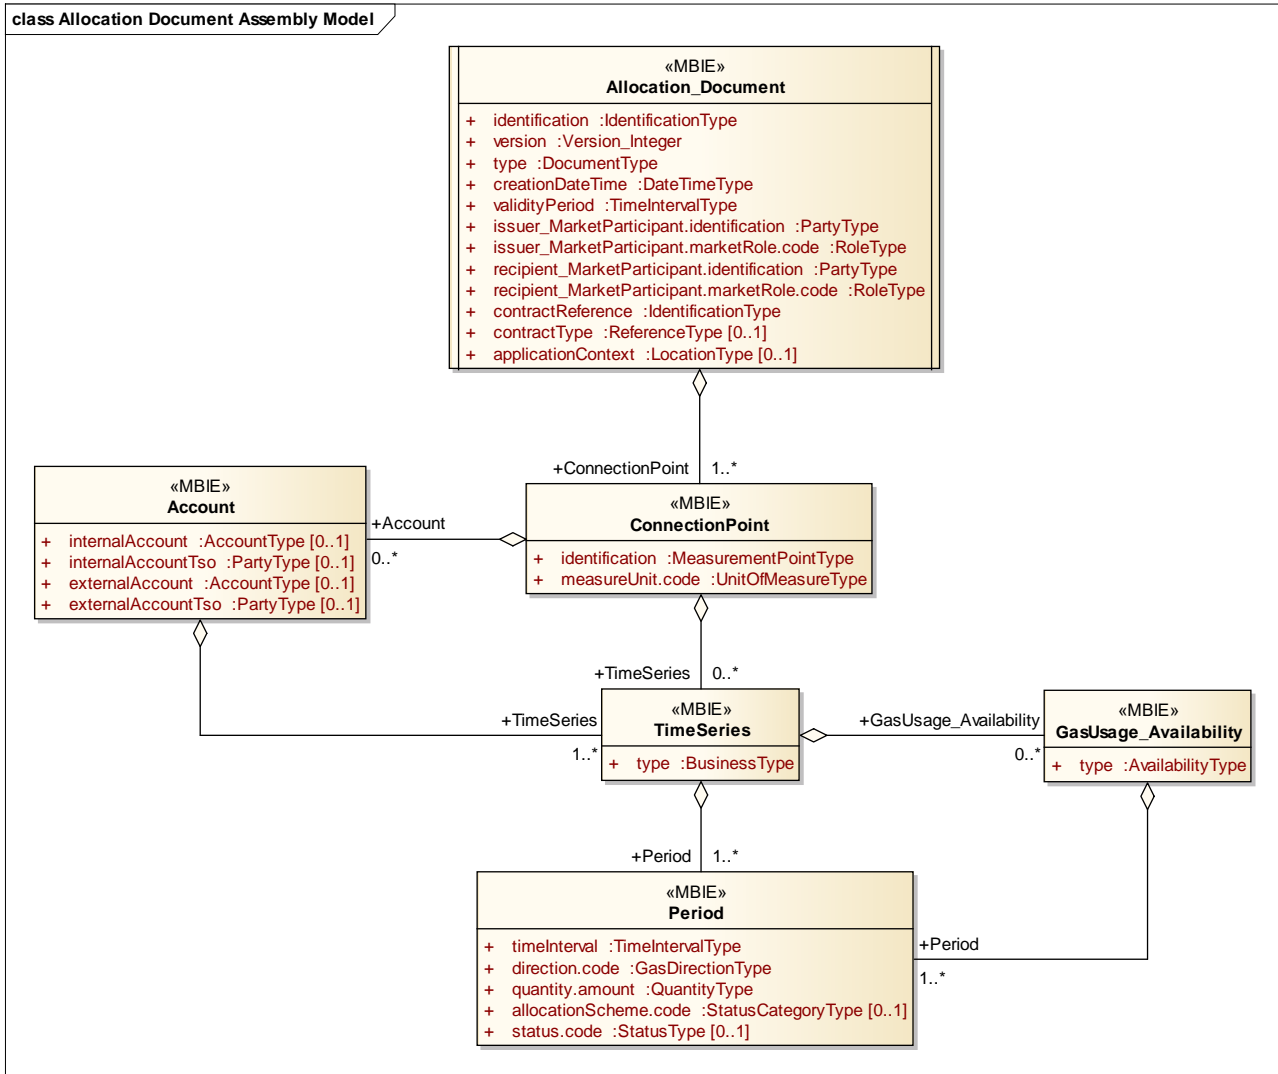 class Allocation Document Assembly Model
«MBIE»
Allocation_Document
+ identification :IdentificationType
+ version :Version_Integer
+ type :DocumentType
+ creationDateTime :DateTimeType
+ validityPeriod :TimeIntervalType
+ issuer_MarketParticipant.identification :PartyType
+ issuer_MarketParticipant.marketRole.code :RoleType
+ recipient_MarketParticipant.identification :PartyType
+ recipient_MarketParticipant.marketRole.code :RoleType
+ contractReference :IdentificationType
+ contractType :ReferenceType [0..1]
+ applicationContext :LocationType [0..1]
+ConnectionPoint 1..*
«MBIE»
Account
+ internalAccount :AccountType [0..1]
+ internalAccountTso :PartyType [0..1]
+ externalAccount :AccountType [0..1]
+ externalAccountTso :PartyType [0..1]
+Account
0..*
«MBIE»
ConnectionPoint
+ identification :MeasurementPointType
+ measureUnit.code :UnitOfMeasureType
+TimeSeries 0..*
+TimeSeries
1..*
«MBIE»
TimeSeries
+ type :BusinessType
+GasUsage_Availability
0..*
«MBIE»
GasUsage_Availability
+ type :AvailabilityType
+Period 1..*
«MBIE»
Period
+ timeInterval :TimeIntervalType
+ direction.code :GasDirectionType
+ quantity.amount :QuantityType
+ allocationScheme.code :StatusCategoryType [0..1]
+ status.code :StatusType [0..1]
+Period
1..*